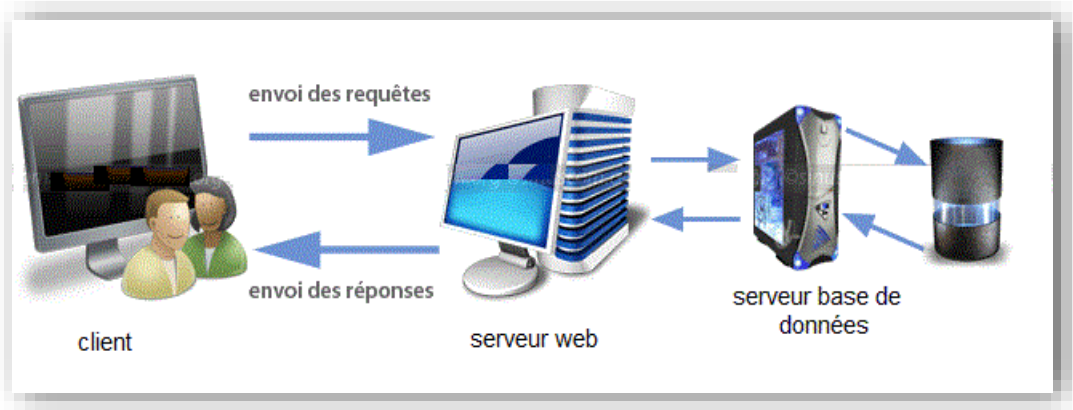 envoi des requêtes
envoi des réponses
client
serveur web
serveur base de
données